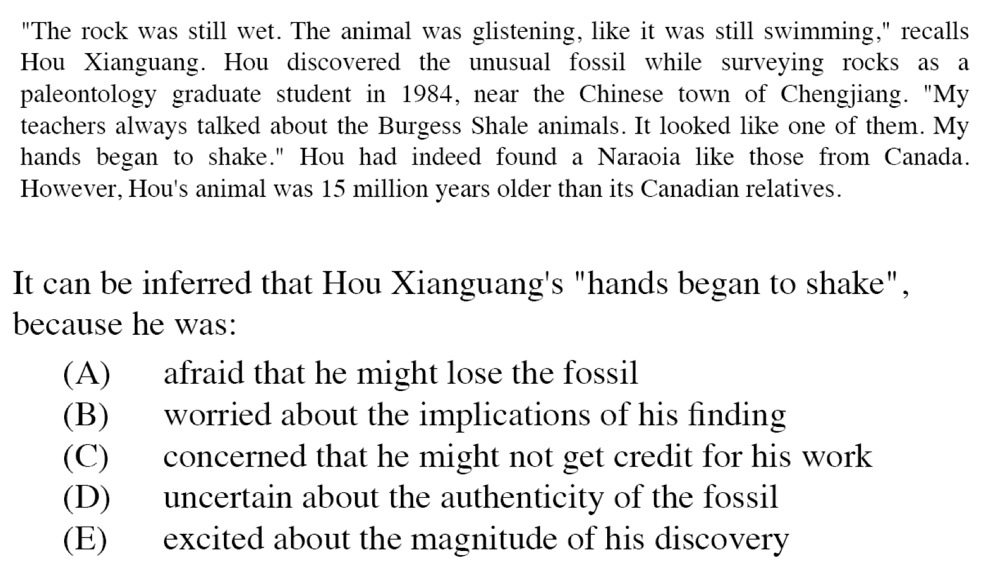 "The rock was still wet. The animal was glistening, like it was still swimming," recalls
Hou Xianguang. Hou discovered the unusual fossil while surveying rocks as a
paleontology graduate student in 1984, near the Chinese town of Chengjiang. "My
teachers always talked about the Burgess Shale animals. It looked like one of them. My
hands began to shake." Hou had indeed found a Naraoia like those from Canada.
However, Hou's animal was 15 million years older than its Canadian relatives.
It can be inferred that Hou Xianguang's "hands began to shake",
because he was:
(A) afraid that he might lose the fossil
(B) worried about the implications of his finding
(C) concerned that he might not get credit for his work
(D) uncertain about the authenticity of the fossil
(E) excited about the magnitude of his discovery